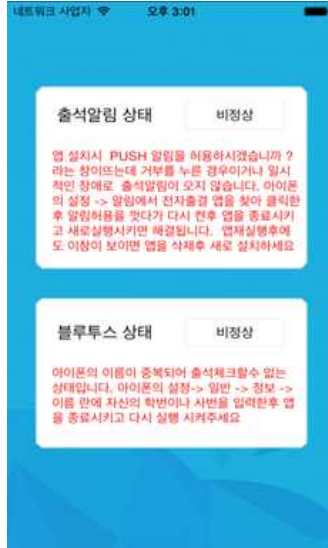 네트워크 사업자 오후 3:01
출석알림 상태 비정상
앱 설치시 PUSH 알림을 허용하시겠습니까 ?
라는 창이뜨는데 거부를 누른 경우이거나 일시
적인 장애로 출석알림이 오지 않습니다. 아이폰
의 설정 -> 알림에서 전자출결 앱을 찾아 클릭한
후 알림허용을 껏다가 다시 켠후 앱을 종료시키
고 새로실행시키면 해결됩니다. 앱재실행후에
도 이상이 보이면 앱을 삭제후 새로 설치하세요
블루투스 상태 비정상
아이폰의 이름이 중복되어 출석체크할수 없는
상태입니다. 아이폰의 설정-> 일반 -> 정보 ->
이름 란에 자신의 학번이나 사번을 입력한후 앱
을 종료시키고 다시 실행 시켜주세요